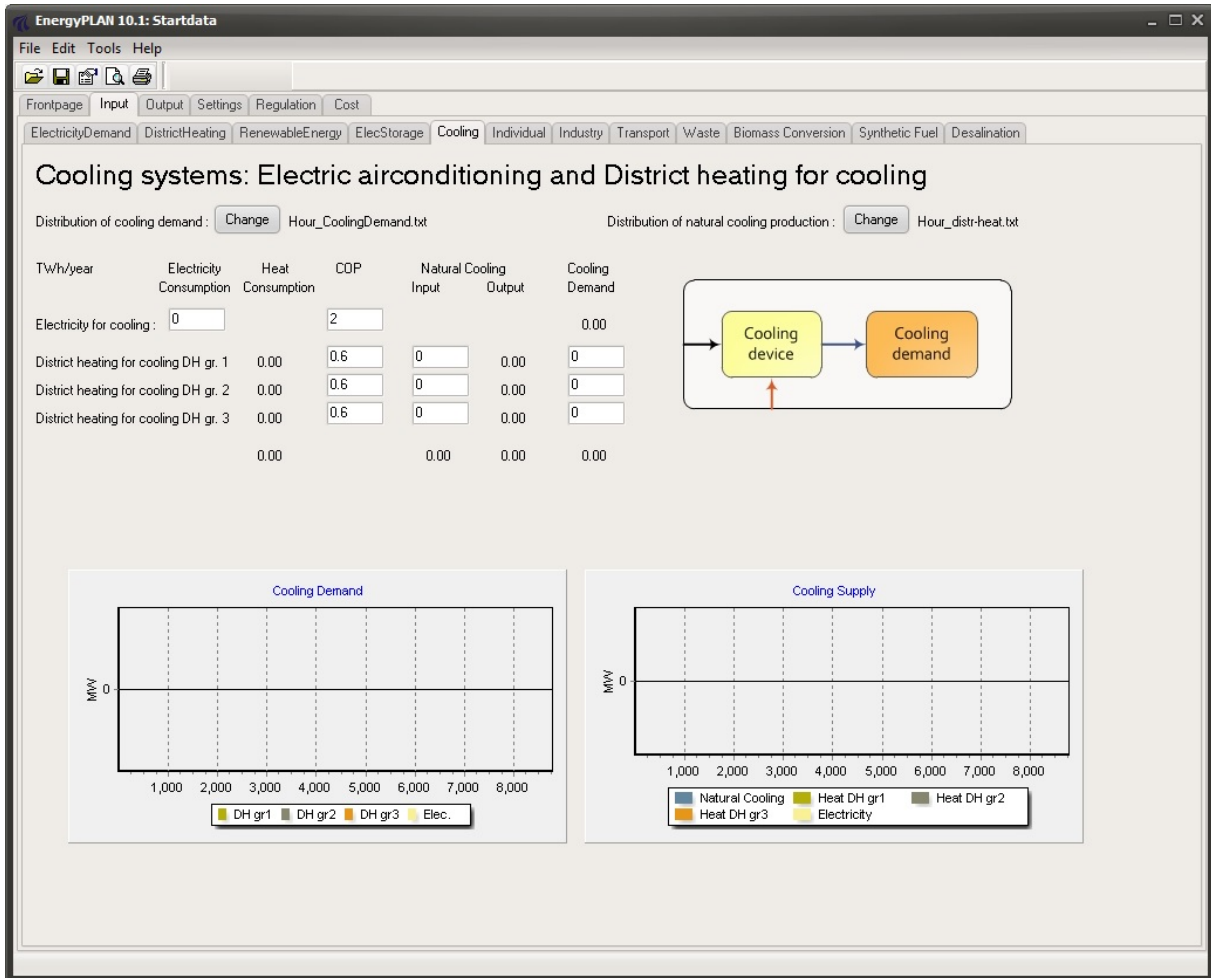 EnergyPLAN 10.1: Startdata
File Edit Tools Help
Frontpage Input Output Settings Regulation Cost
ElectricityDemand DistrictHeating RenewableEnergy ElecStorage Cooling Individual Industry Transport Waste Biomass Conversion Synthetic Fuel Desalination
Cooling systems: Electric airconditioning and District heating for cooling
Distribution of cooling demand : Change Hour_CoolingDemand.txt Distribution of natural cooling production : Change Hour_distr-heat.txt
TWh/year Electricity Heat COP Natural Cooling Cooling
Consumption Consumption Input Output Demand
Electricity for cooling : 0 2 0.00
District heating for cooling DH gr. 1 0.00 0.6 0 0.00 0
District heating for cooling DH gr. 2 0.00 0.6 0 0.00 0
District heating for cooling DH gr. 3 0.00 0.6 0 0.00 0
0.00 0.00 0.00 0.00
Cooling device
Cooling demand
Cooling Demand
MW
0
1,000 2,000 3,000 4,000 5,000 6,000 7,000 8,000
DH gr1 DH gr2 DH gr3 Elec.
Cooling Supply
MW
0
1,000 2,000 3,000 4,000 5,000 6,000 7,000 8,000
Natural Cooling Heat DH gr1 Heat DH gr2
Heat DH gr3 Electricity